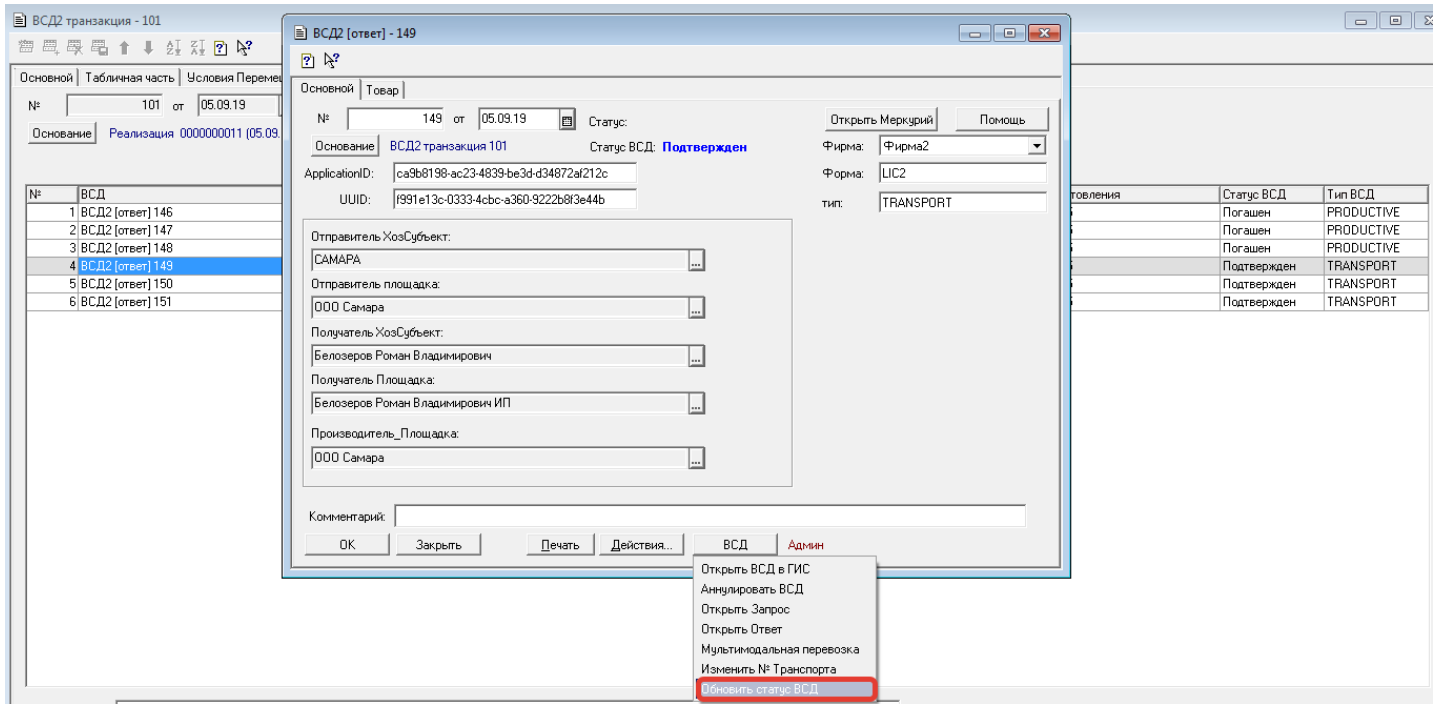 ВСД2 транзакция - 101
Основной Табличная часть Условия Перемещ
№ 101 от 05.09.19
Основание Реализация 0000000011 (05.09.
№ ВСД
1 ВСД2 [ответ] 146
2 ВСД2 [ответ] 147
3 ВСД2 [ответ] 148
4 ВСД2 [ответ] 149
5 ВСД2 [ответ] 150
6 ВСД2 [ответ] 151
ВСД2 [ответ] - 149
Основной Товар
№ 149 от 05.09.19 Статус: Открыть Меркурий Помощь
Основание ВСД2 транзакция 101 Статус ВСД: Подтвержден Фирма: Фирма2
ApplicationID: ca9b8198-ac23-4839-be3d-d34872af212c Форма: LIC2
UUID: f991e13c-0333-4cbc-a360-9222b8f3e44b тип: TRANSPORT
Отправитель ХозСубъект:
САМАРА
Отправитель площадка:
ООО Самара
Получатель ХозСубъект:
Белозеров Роман Владимирович
Получатель Площадка:
Белозеров Роман Владимирович ИП
Производитель_Площадка:
ООО Самара
Комментарий:
OK Закрыть Печать Действия... ВСД Админ
Открыть ВСД в ГИС
Аннулировать ВСД
Открыть Запрос
Открыть Ответ
Мультимодальная перевозка
Изменить № Транспорта
Обновить статус ВСД
товления Статус ВСД Тип ВСД
Погашен PRODUCTIVE
Погашен PRODUCTIVE
Погашен PRODUCTIVE
Подтвержден TRANSPORT
Подтвержден TRANSPORT
Подтвержден TRANSPORT